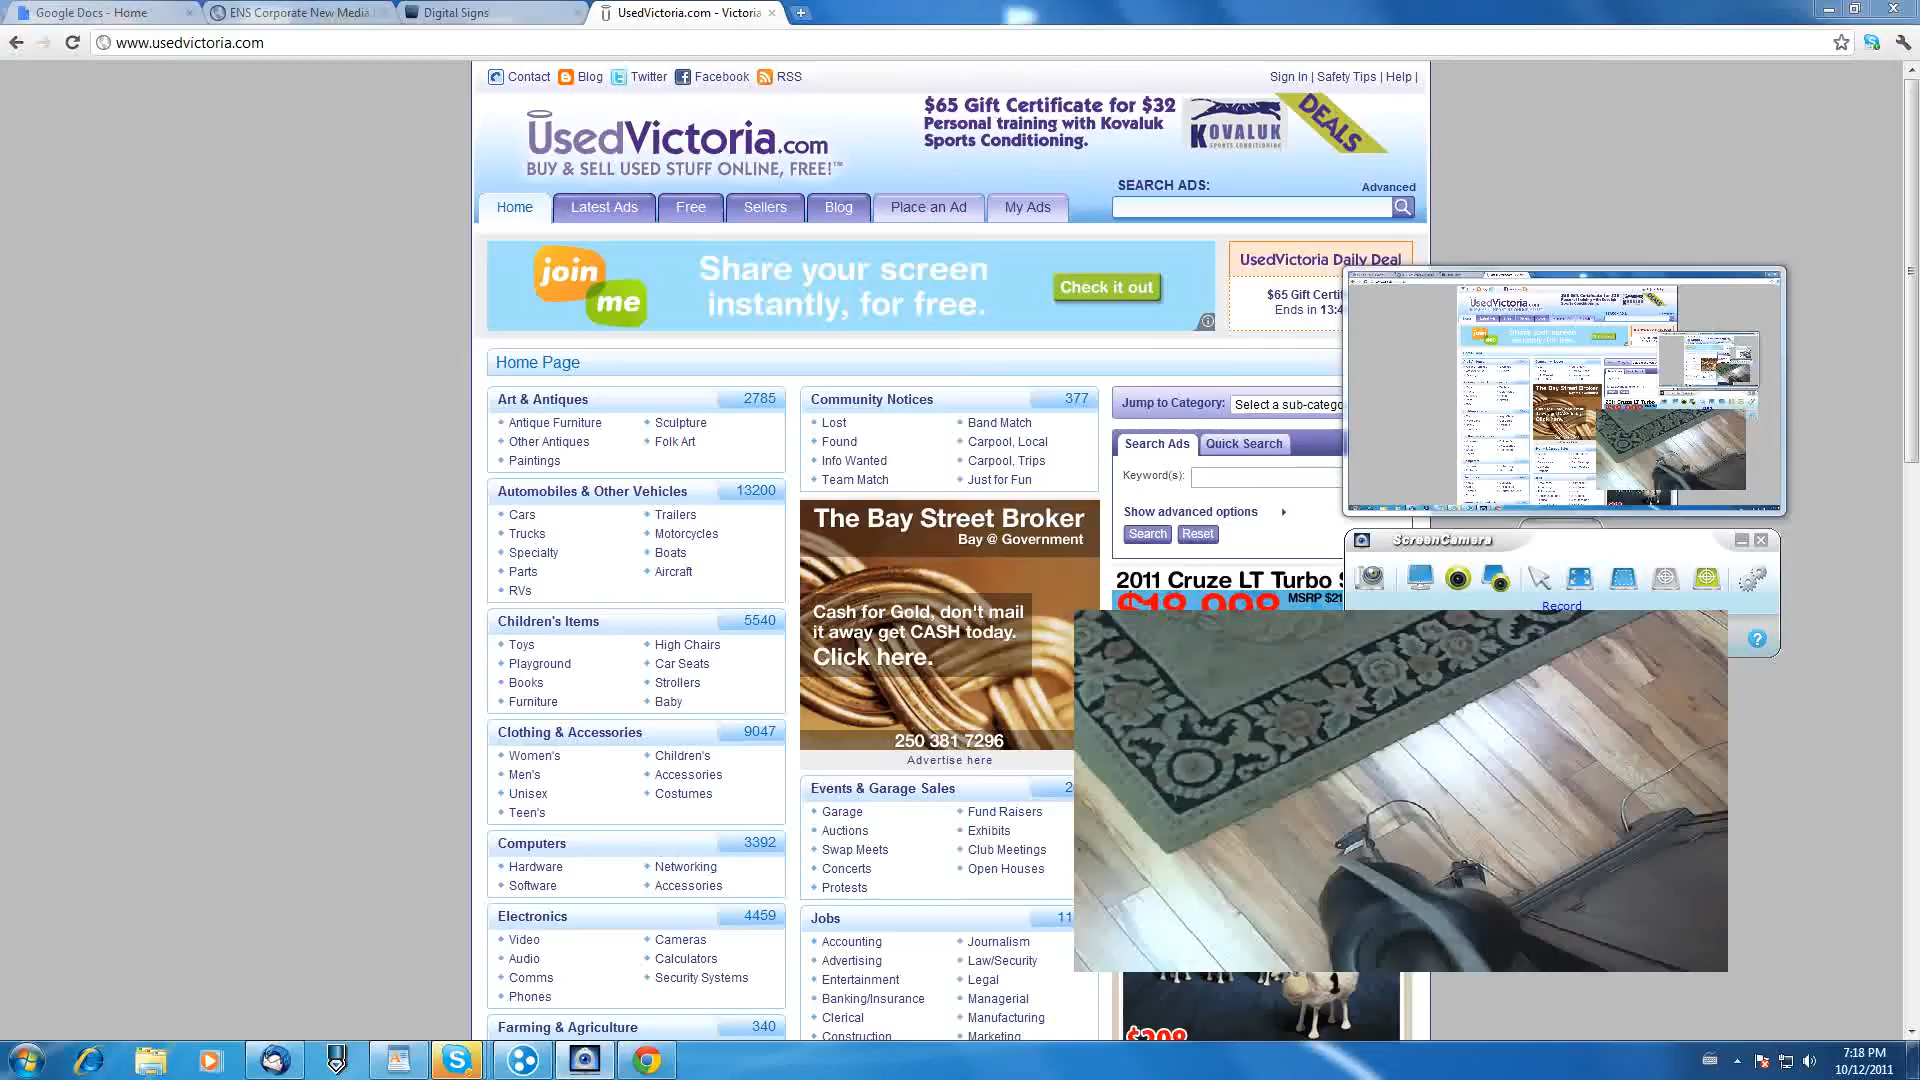 Google Docs - Home
ENS Corporate New Media
Digital Signs
UsedVictoria.com - Victoria
www.usedvictoria.com
Contact Blog Twitter Facebook RSS
Sign In | Safety Tips | Help |
UsedVictoria.com
BUY & SELL USED STUFF ONLINE, FREE!™
$65 Gift Certificate for $32
Personal training with Kovaluk
Sports Conditioning.
KOVALUK
SPORTS CONDITIONING
DEALS
SEARCH ADS:
Advanced
Home Latest Ads Free Sellers Blog Place an Ad My Ads
join me
Share your screen
instantly, for free.
Check it out
UsedVictoria Daily Deal
$65 Gift Certif
Ends in 13:4
Home Page
Art & Antiques 2785
Antique Furniture Sculpture
Other Antiques Folk Art
Paintings
Automobiles & Other Vehicles 13200
Cars Trailers
Trucks Motorcycles
Specialty Boats
Parts Aircraft
RVs
Children's Items 5540
Toys High Chairs
Playground Car Seats
Books Strollers
Furniture Baby
Clothing & Accessories 9047
Women's Children's
Men's Accessories
Unisex Costumes
Teen's
Computers 3392
Hardware Networking
Software Accessories
Electronics 4459
Video Cameras
Audio Calculators
Comms Security Systems
Phones
Farming & Agriculture 340
Community Notices 377
Lost Band Match
Found Carpool, Local
Info Wanted Carpool, Trips
Team Match Just for Fun
The Bay Street Broker
Bay @ Government
Cash for Gold, don't mail
it away get CASH today.
Click here.
250 381 7296
Advertise here
Events & Garage Sales 2
Garage Fund Raisers
Auctions Exhibits
Swap Meets Club Meetings
Concerts Open Houses
Protests
Jobs 11
Accounting Journalism
Advertising Law/Security
Entertainment Legal
Banking/Insurance Managerial
Clerical Manufacturing
Construction Marketing
Jump to Category: Select a sub-catego
Search Ads Quick Search
Keyword(s):
Show advanced options
Search Reset
2011 Cruze LT Turbo
$18,998 MSRP $21
$208
ScreenCamera
Record
7:18 PM
10/12/2011